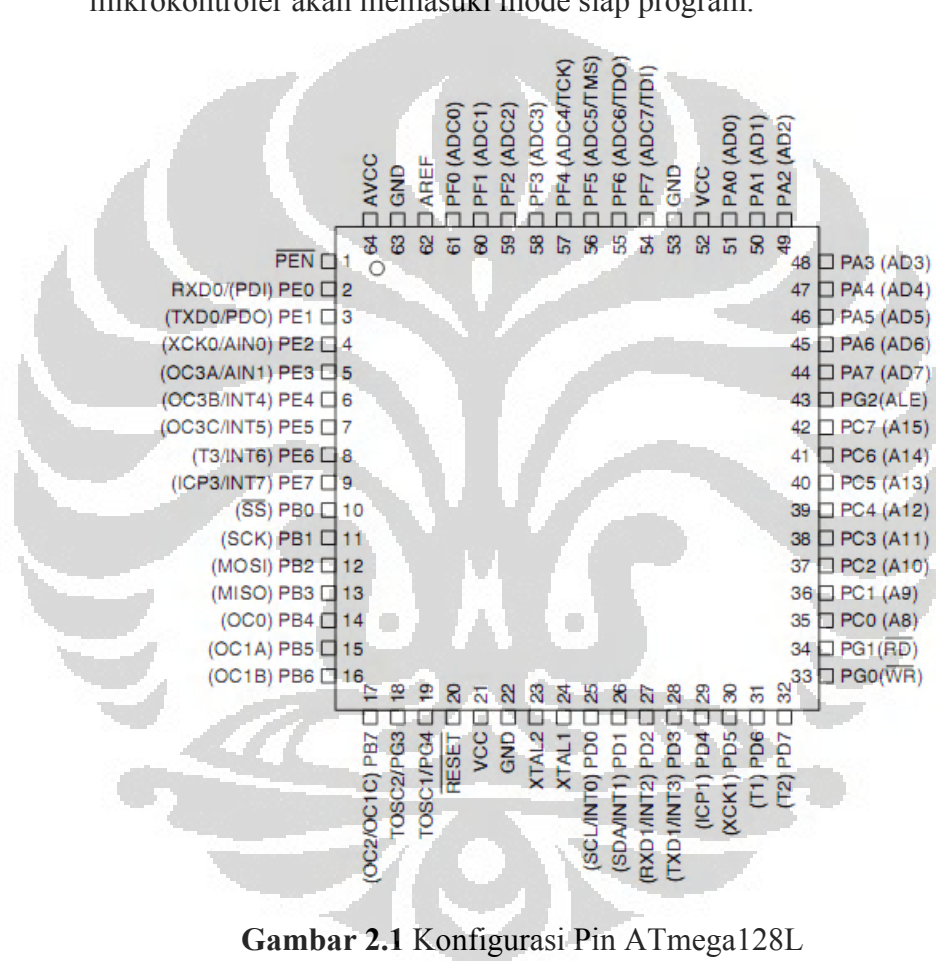 mikrokontroler akan memasuki mode siap program.
AVCC
GND
AREF
PF0 (ADC0)
PF1 (ADC1)
PF2 (ADC2)
PF3 (ADC3)
PF4 (ADC4/TCK)
PF5 (ADC5/TMS)
PF6 (ADC6/TDO)
PF7 (ADC7/TDI)
GND
VCC
PA0 (AD0)
PA1 (AD1)
PA2 (AD2)
64
63
62
61
60
59
58
57
56
55
54
53
52
51
50
49
PEN 1
RXD0/(PDI) PE0 2
(TXD0/PDO) PE1 3
(XCK0/AIN0) PE2 4
(OC3A/AIN1) PE3 5
(OC3B/INT4) PE4 6
(OC3C/INT5) PE5 7
(T3/INT6) PE6 8
(ICP3/INT7) PE7 9
(SS) PB0 10
(SCK) PB1 11
(MOSI) PB2 12
(MISO) PB3 13
(OC0) PB4 14
(OC1A) PB5 15
(OC1B) PB6 16
48 PA3 (AD3)
47 PA4 (AD4)
46 PA5 (AD5)
45 PA6 (AD6)
44 PA7 (AD7)
43 PG2(ALE)
42 PC7 (A15)
41 PC6 (A14)
40 PC5 (A13)
39 PC4 (A12)
38 PC3 (A11)
37 PC2 (A10)
36 PC1 (A9)
35 PC0 (A8)
34 PG1(RD)
33 PG0(WR)
17
18
19
20
21
22
23
24
25
26
27
28
29
30
31
32
(OC2/OC1C) PB7
TOSC2/PG3
TOSC1/PG4
RESET
VCC
GND
XTAL2
XTAL1
(SCL/INT0) PD0
(SDA/INT1) PD1
(RXD1/INT2) PD2
(TXD1/INT3) PD3
(ICP1) PD4
(XCK1) PD5
(T1) PD6
(T2) PD7
Gambar 2.1 Konfigurasi Pin ATmega128L